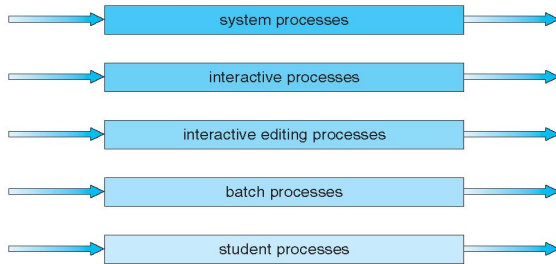 system processes
interactive processes
interactive editing processes
batch processes
student processes